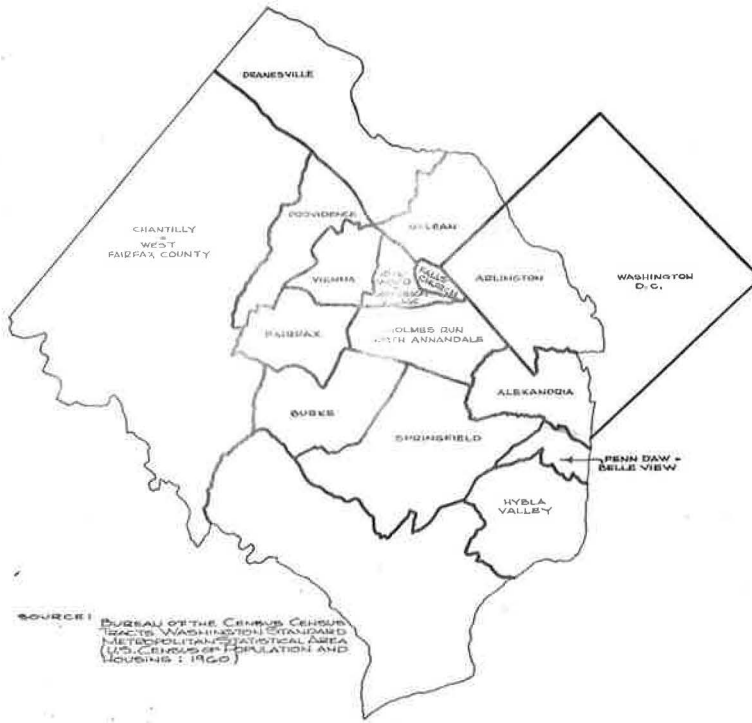 DRANESVILLE
CHANTILLY
+
WEST
FAIRFAX COUNTY
PROVIDENCE
McLEAN
VIENNA
FALLS
CHURCH
ARLINGTON
WASHINGTON
D.C.
FAIRFAX
HOLMES RUN
NORTH ANNANDALE
ALEXANDRIA
BURKE
SPRINGFIELD
PENN DAW +
BELLE VIEW
HYBLA
VALLEY
SOURCE: BUREAU OF THE CENSUS CENSUS
TRACTS WASHINGTON STANDARD
METROPOLITAN STATISTICAL AREA
(U.S. CENSUS OF POPULATION AND
HOUSING : 1960)